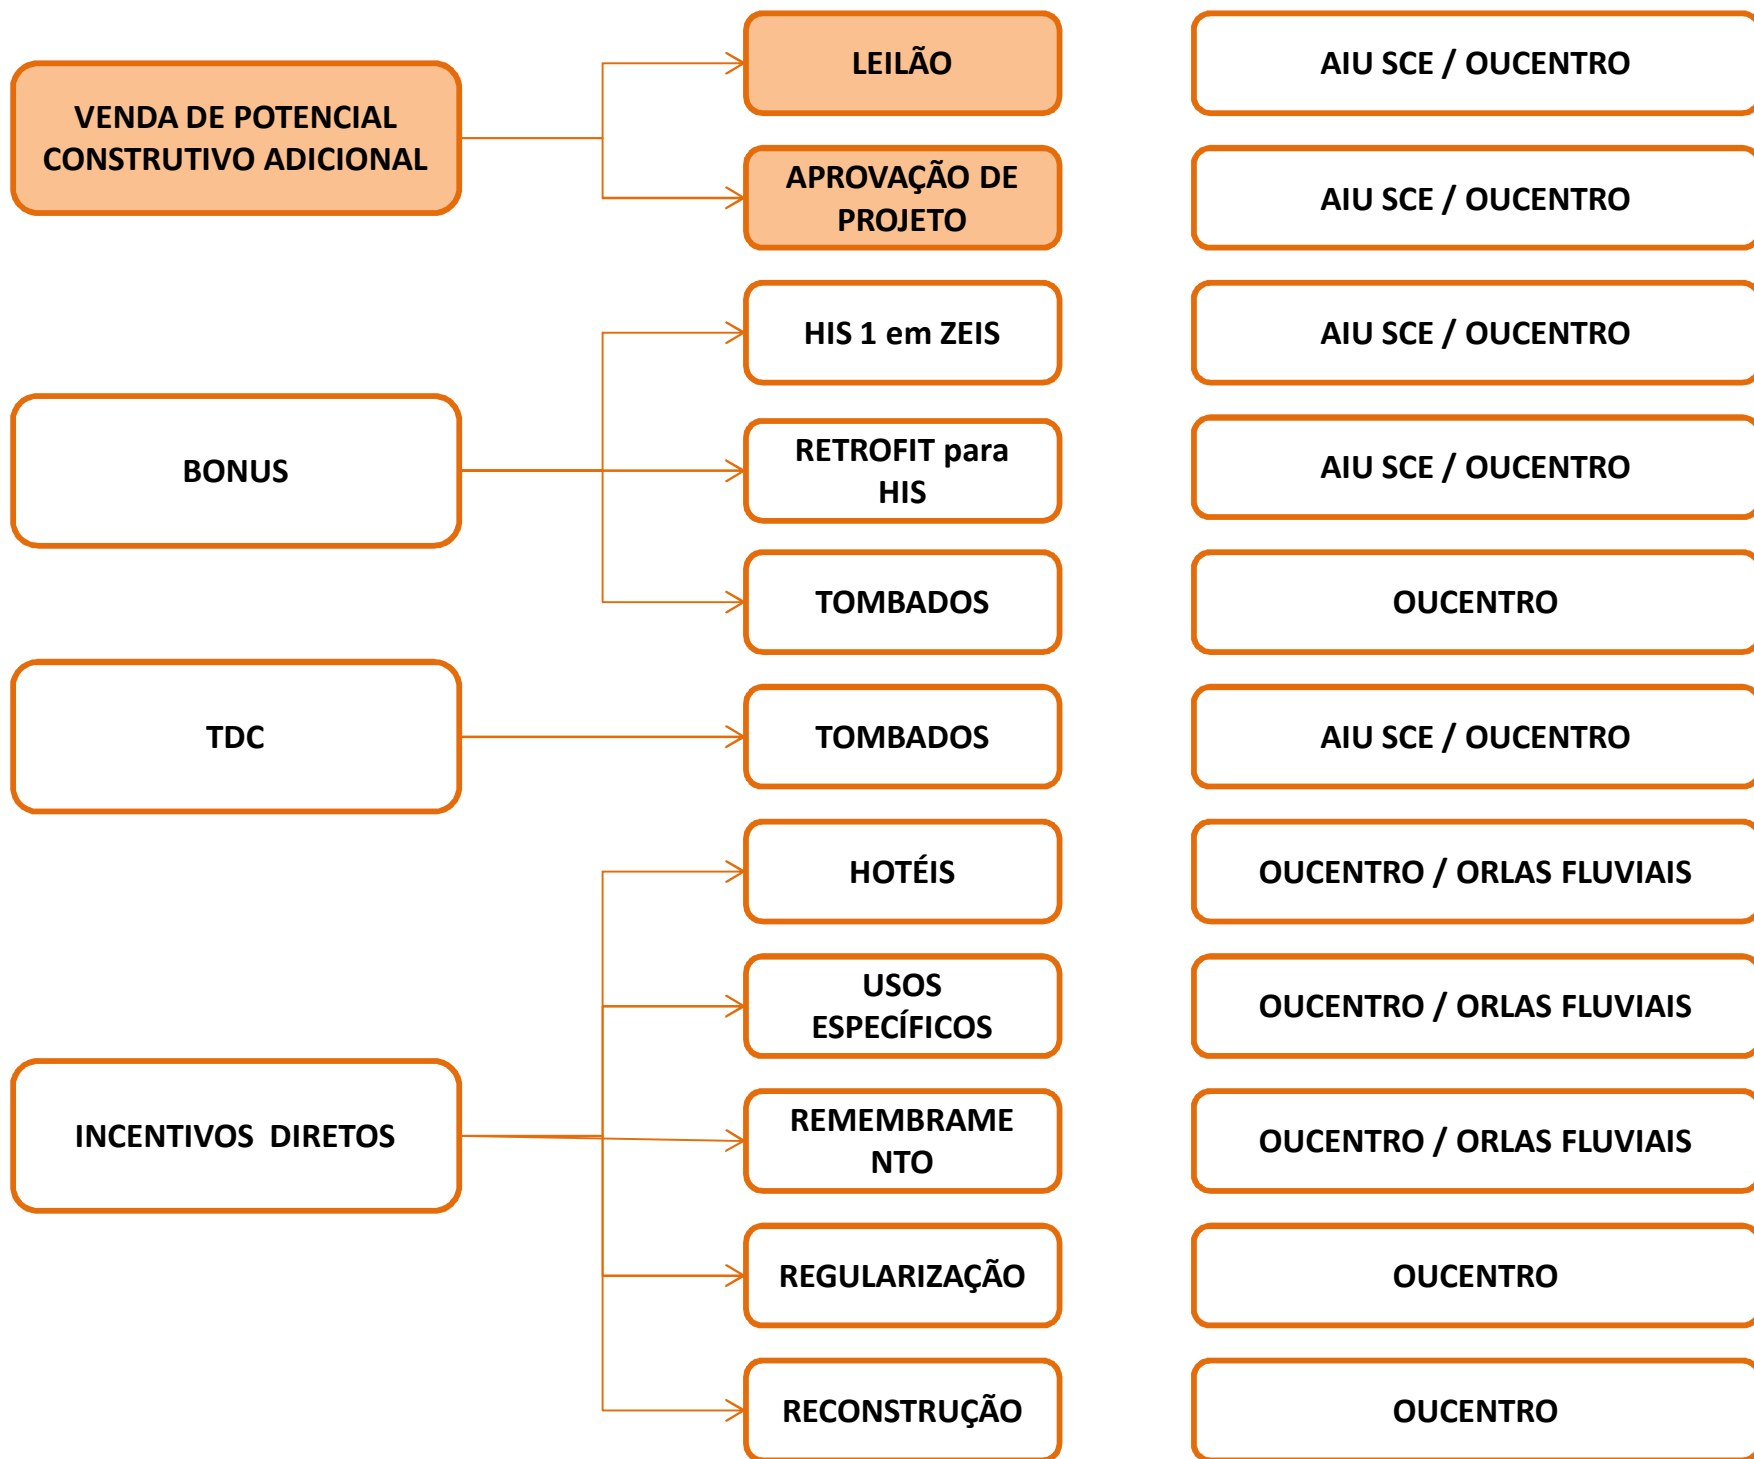 VENDA DE POTENCIAL
CONSTRUTIVO ADICIONAL
LEILÃO
AIU SCE / OUCENTRO
APROVAÇÃO DE
PROJETO
AIU SCE / OUCENTRO
BONUS
HIS 1 em ZEIS
AIU SCE / OUCENTRO
RETROFIT para
HIS
AIU SCE / OUCENTRO
TOMBADOS
OUCENTRO
TDC
TOMBADOS
AIU SCE / OUCENTRO
INCENTIVOS DIRETOS
HOTÉIS
OUCENTRO / ORLAS FLUVIAIS
USOS
ESPECÍFICOS
OUCENTRO / ORLAS FLUVIAIS
REMEMBRAME
NTO
OUCENTRO / ORLAS FLUVIAIS
REGULARIZAÇÃO
OUCENTRO
RECONSTRUÇÃO
OUCENTRO